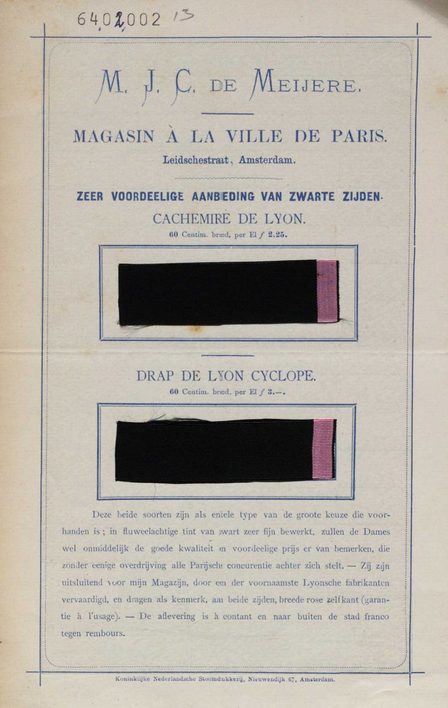 64.02.002 13
M. J. C. DE MEIJERE.
MAGASIN À LA VILLE DE PARIS.
Leidschestraat, Amsterdam.
ZEER VOORDEELIGE AANBIEDING VAN ZWARTE ZIJDEN.
CACHEMIRE DE LYON.
60 Centim. breed, per El ƒ 2.25.
DRAP DE LYON CYCLOPE.
60 Centim. breed, per El ƒ 3.—.
Deze beide soorten zijn als enkele type van de groote keuze die voor-
handen is; in fluweelachtige tint van zwart zeer fijn bewerkt, zullen de Dames
wel onmiddelijk de goede kwaliteit en voordeelige prijs er van bemerken, die
zonder eenige overdrijving alle Parijsche concurentie achter zich stelt. — Zij zijn
uitsluitend voor mijn Magazijn, door een der voornaamste Lyonsche fabrikanten
vervaardigd, en dragen als kenmerk, aan beide zijden, breede rose zelfkant (garan-
tie à l'usage). — De aflevering is à contant en naar buiten de stad franco
tegen rembours.
Koninklijke Nederlandsche Stoomdrukkerij, Nieuwendijk 67, Amsterdam.